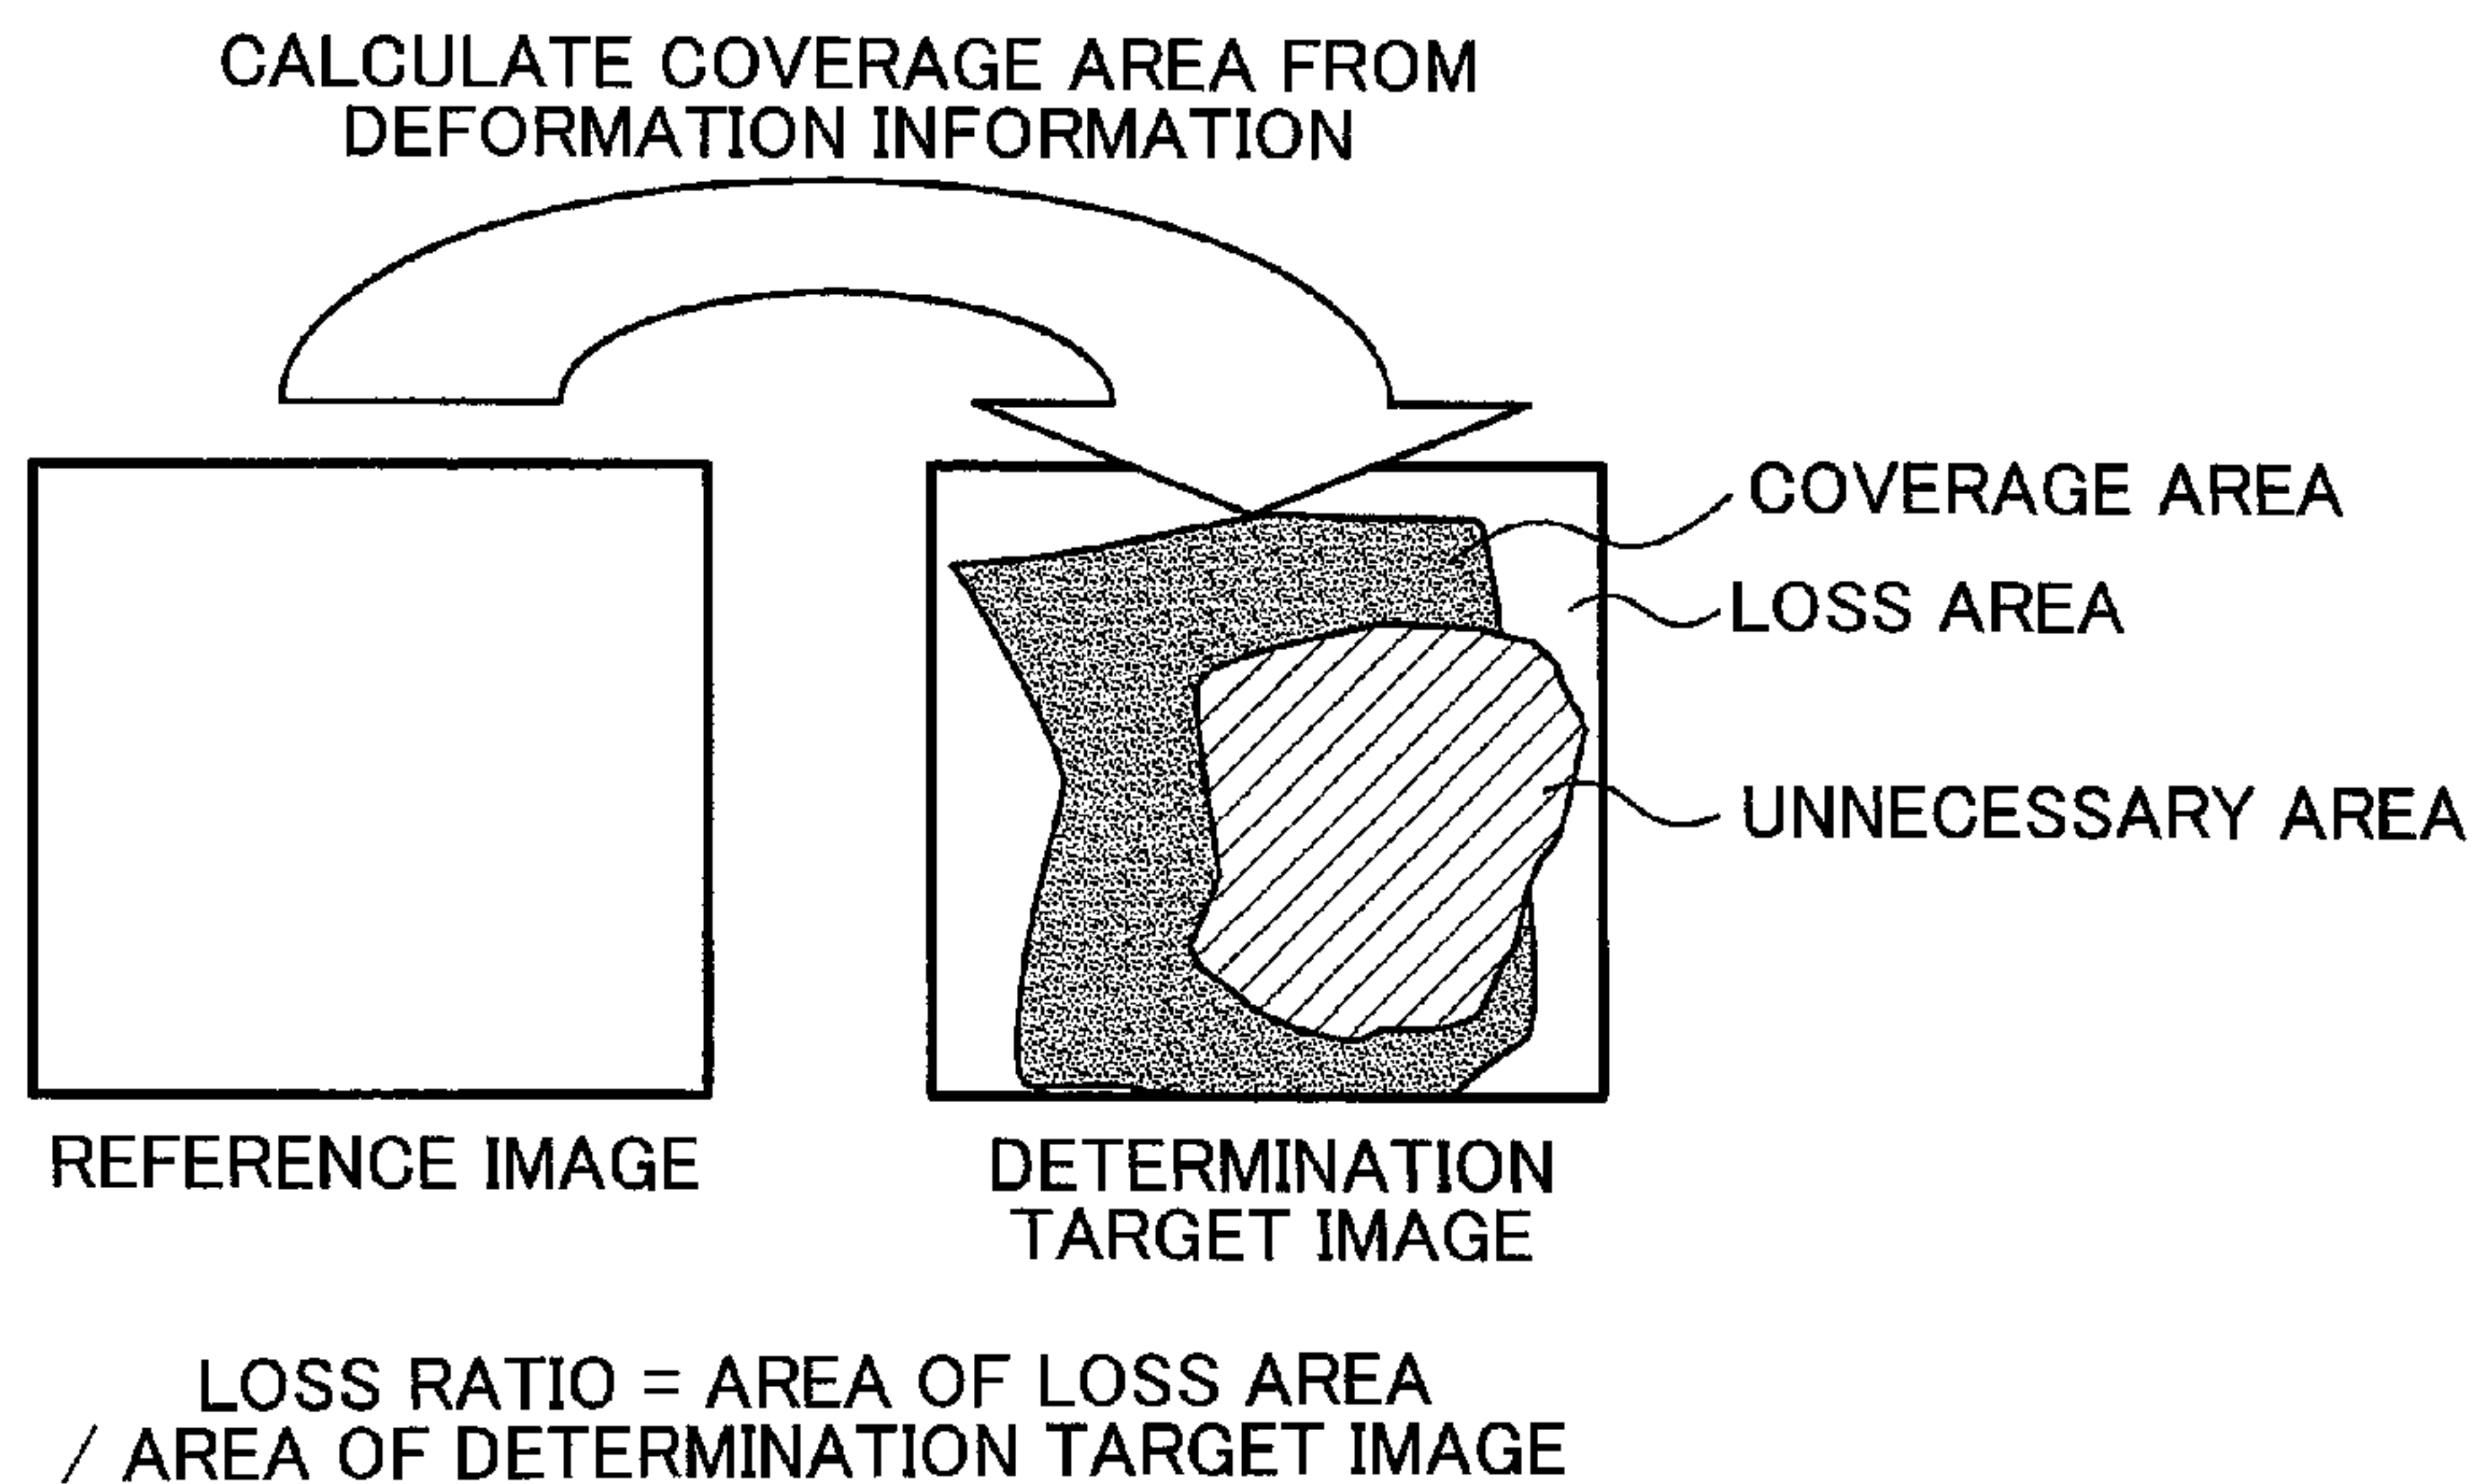 CALCULATE COVERAGE AREA FROM
DEFORMATION INFORMATION
COVERAGE AREA
LOSS AREA
UNNECESSARY AREA
REFERENCE IMAGE
DETERMINATION
TARGET IMAGE
LOSS RATIO = AREA OF LOSS AREA
/ AREA OF DETERMINATION TARGET IMAGE